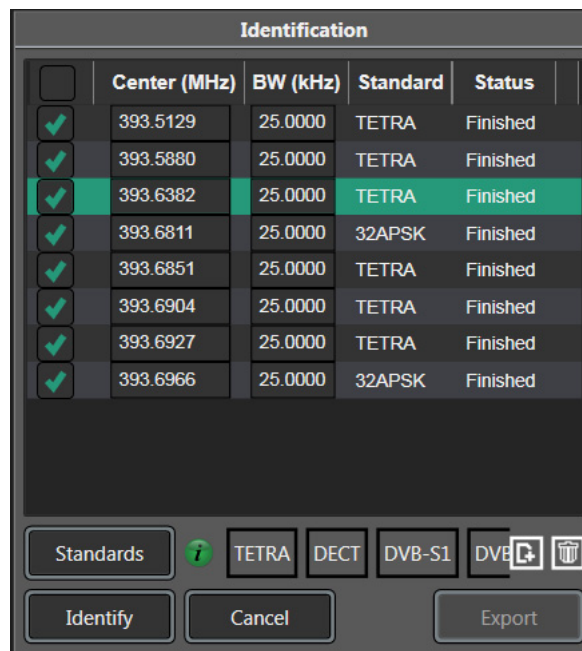 Identification
Center (MHz) BW (kHz) Standard Status
393.5129 25.0000 TETRA Finished
393.5880 25.0000 TETRA Finished
393.6382 25.0000 TETRA Finished
393.6811 25.0000 32APSK Finished
393.6851 25.0000 TETRA Finished
393.6904 25.0000 TETRA Finished
393.6927 25.0000 TETRA Finished
393.6966 25.0000 32APSK Finished
Standards i TETRA DECT DVB-S1 DVB
Identify Cancel Export